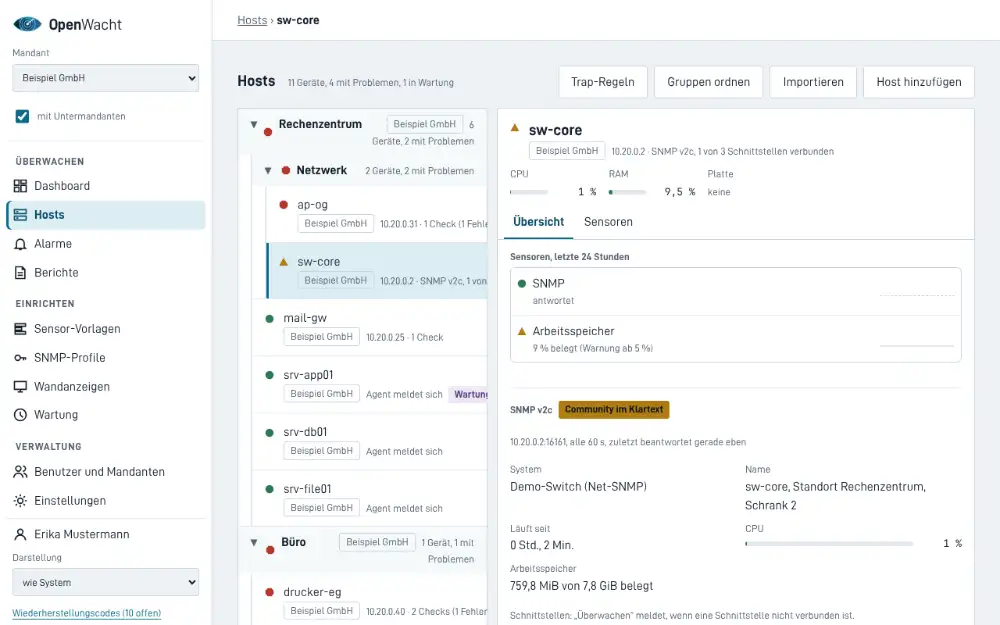 OpenWacht
Mandant
Beispiel GmbH
mit Untermandanten
ÜBERWACHEN
Dashboard
Hosts
Alarme
Berichte
EINRICHTEN
Sensor-Vorlagen
SNMP-Profile
Wandanzeigen
Wartung
VERWALTUNG
Benutzer und Mandanten
Einstellungen
Erika Mustermann
Darstellung
wie System
Wiederherstellungscodes (10 offen)
Hosts › sw-core
Hosts 11 Geräte, 4 mit Problemen, 1 in Wartung
Trap-Regeln
Gruppen ordnen
Importieren
Host hinzufügen
Rechenzentrum Beispiel GmbH 6
Geräte, 2 mit Problemen
Netzwerk 2 Geräte, 2 mit Problemen
ap-og
Beispiel GmbH 10.20.0.31 · 1 Check (1 Fehle
sw-core
Beispiel GmbH 10.20.0.2 · SNMP v2c, 1 von
mail-gw
Beispiel GmbH 10.20.0.25 · 1 Check
srv-app01
Beispiel GmbH Agent meldet sich Wartung
srv-db01
Beispiel GmbH Agent meldet sich
srv-file01
Beispiel GmbH Agent meldet sich
Büro Beispiel GmbH 1 Gerät, 1 mit
Problemen
drucker-eg
Beispiel GmbH 10.20.0.40 · 2 Checks (1 Fehler
sw-core
Beispiel GmbH 10.20.0.2 · SNMP v2c, 1 von 3 Schnittstellen verbunden
CPU RAM Platte
1 % 9,5 % keine
Übersicht Sensoren
Sensoren, letzte 24 Stunden
SNMP
antwortet
Arbeitsspeicher
9 % belegt (Warnung ab 5 %)
SNMP v2c Community im Klartext
10.20.0.2:16161, alle 60 s, zuletzt beantwortet gerade eben
System
Demo-Switch (Net-SNMP)
Name
sw-core, Standort Rechenzentrum,
Schrank 2
Läuft seit
0 Std., 2 Min.
CPU
1 %
Arbeitsspeicher
759,8 MiB von 7,8 GiB belegt
Schnittstellen: „Überwachen" meldet, wenn eine Schnittstelle nicht verbunden ist.